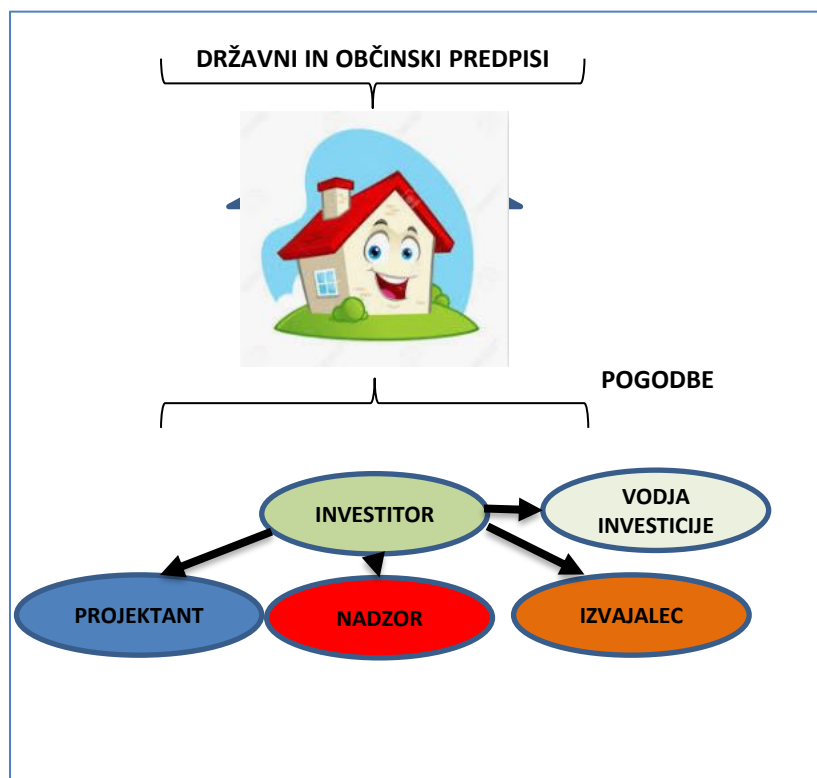 DRŽAVNI IN OBČINSKI PREDPISI
POGODBE
INVESTITOR
VODJA
INVESTICIJE
PROJEKTANT
NADZOR
IZVAJALEC